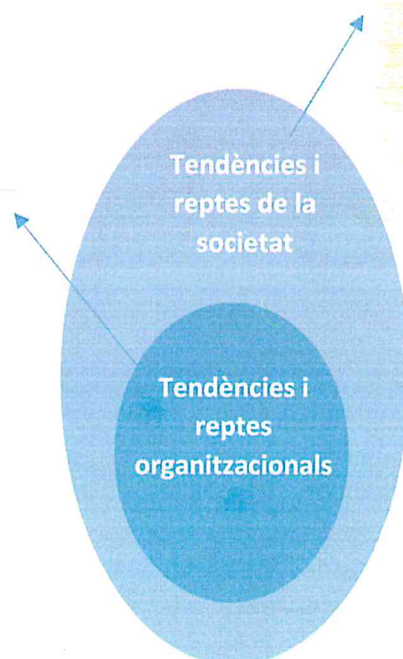 Tendències i
reptes de la
societat
Tendències i
reptes
organitzacionals